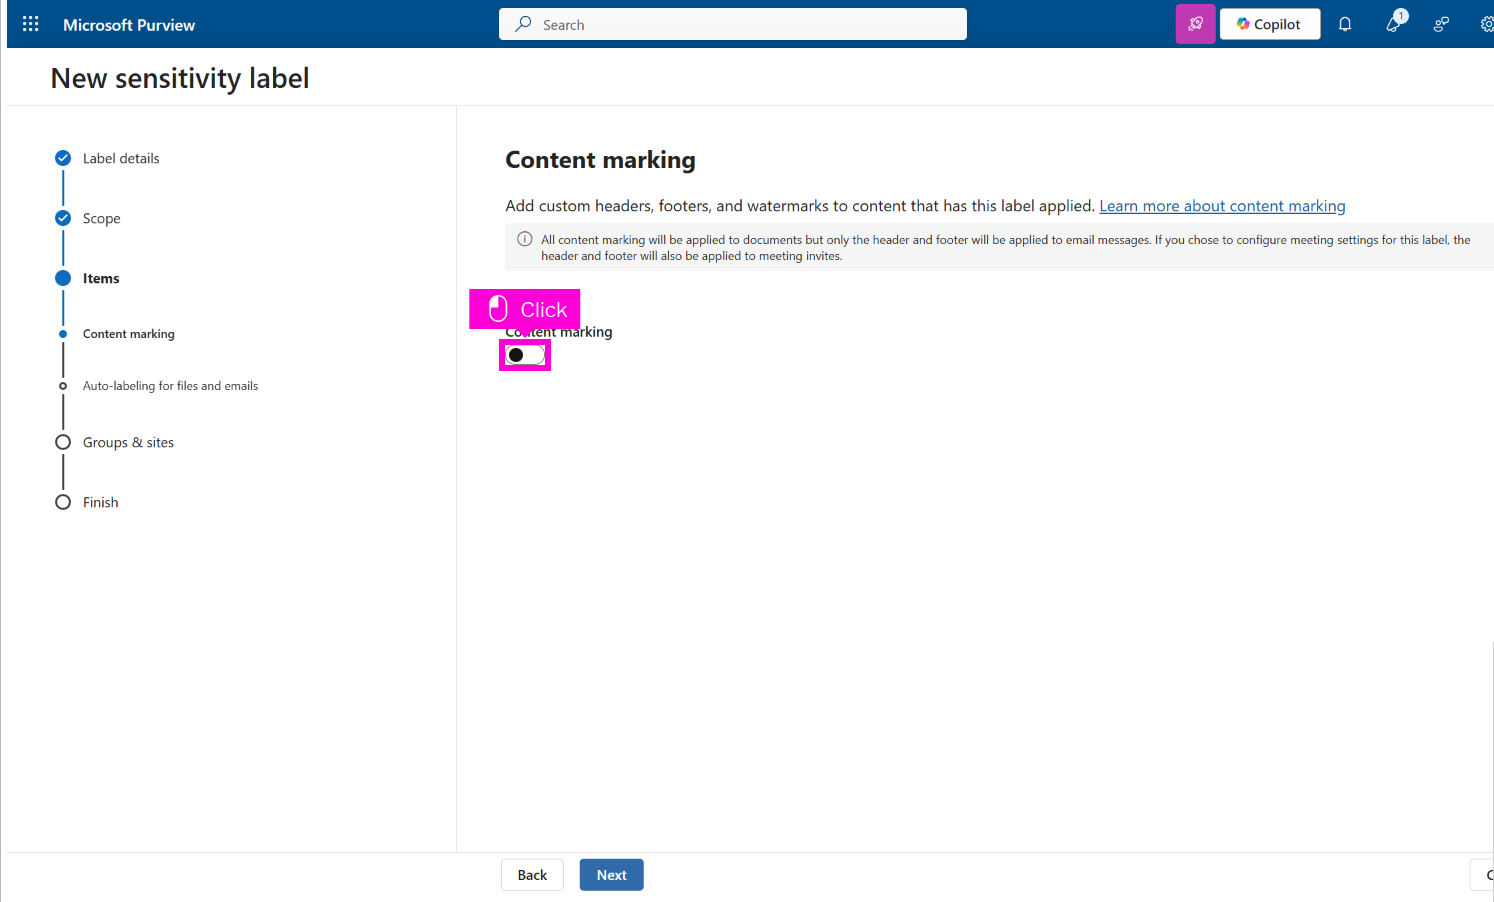 Microsoft Purview
Search
Copilot
1
New sensitivity label
Label details
Scope
Items
Content marking
Auto-labeling for files and emails
Groups & sites
Finish
Content marking
Add custom headers, footers, and watermarks to content that has this label applied. Learn more about content marking
All content marking will be applied to documents but only the header and footer will be applied to email messages. If you chose to configure meeting settings for this label, the
header and footer will also be applied to meeting invites.
Click
Content marking
Back
Next